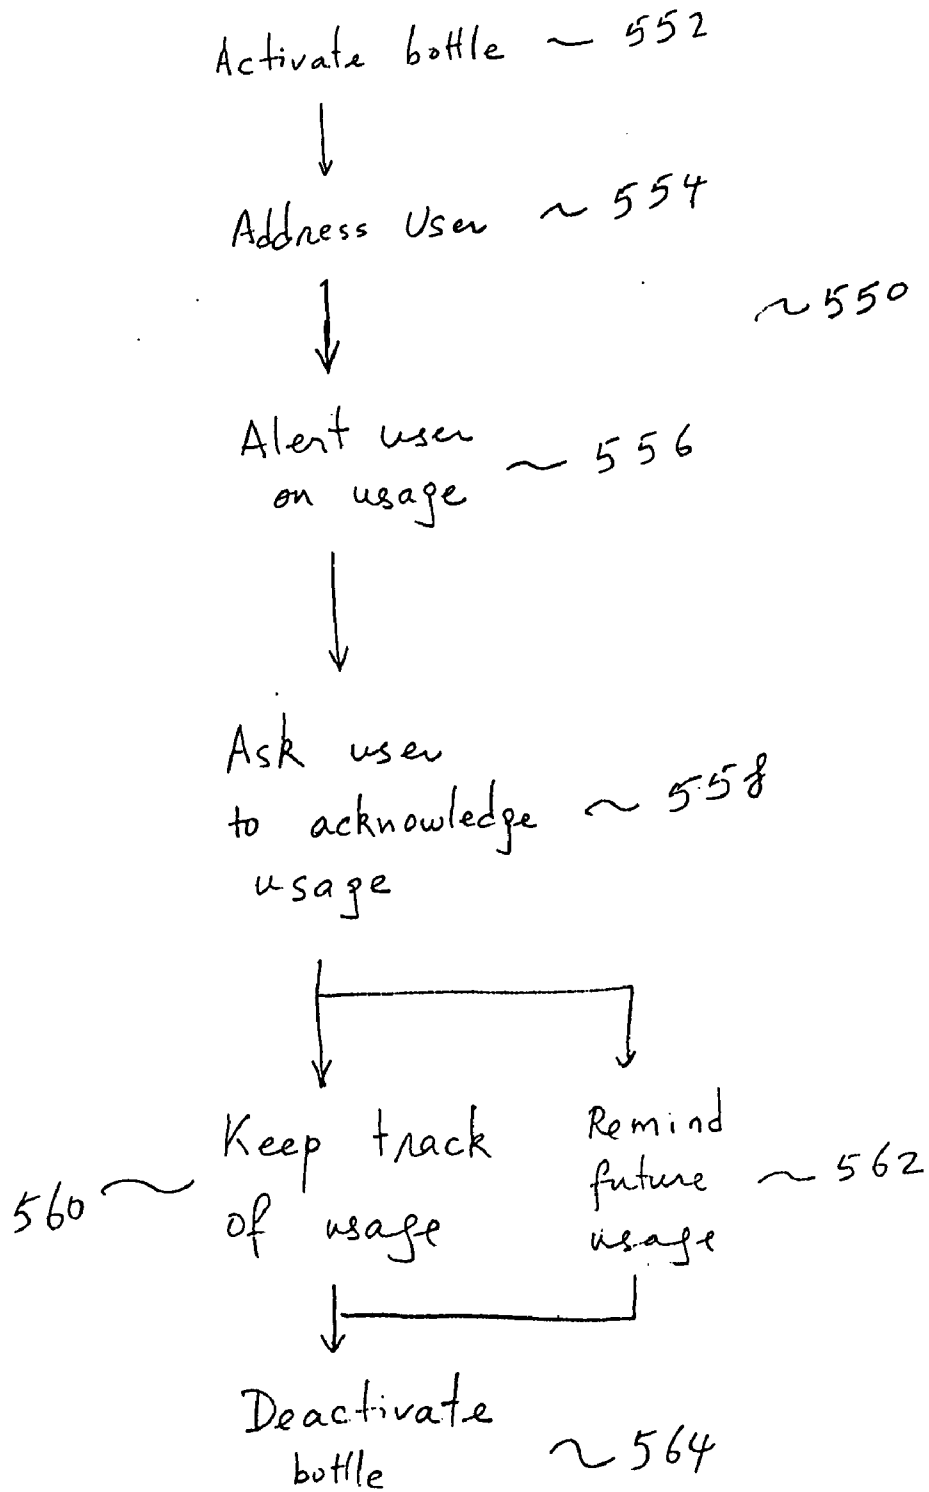 Activate bottle ~ 552
Address User ~ 554
~ 550
Alert user
on usage ~ 556
Ask user
to acknowledge ~ 558
usage
Keep track
of usage
560 ~
Remind
future ~ 562
usage
Deactivate
bottle ~ 564